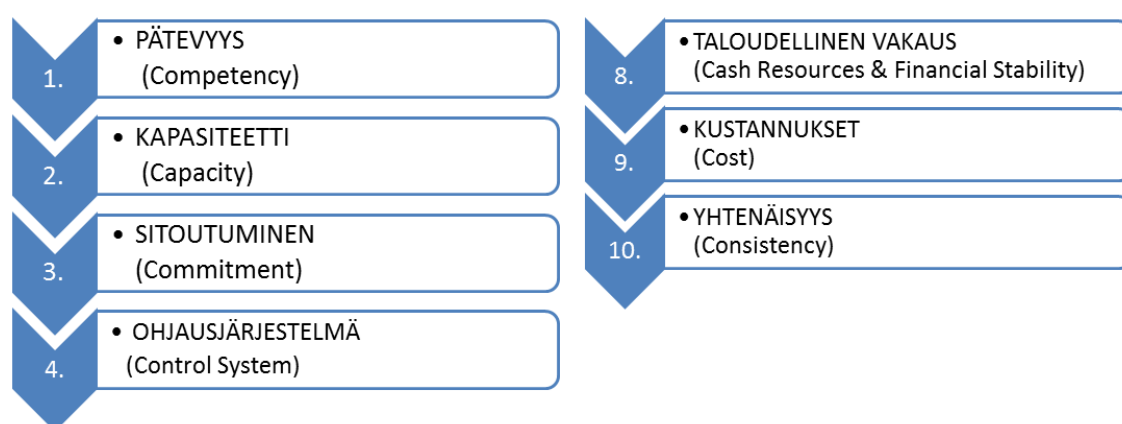 1.
• PÄTEVYYS
(Competency)
2.
• KAPASITEETTI
(Capacity)
3.
• SITOUTUMINEN
(Commitment)
4.
• OHJAUSJÄRJESTELMÄ
(Control System)
8.
• TALOUDELLINEN VAKAUS
(Cash Resources & Financial Stability)
9.
• KUSTANNUKSET
(Cost)
10.
• YHTENÄISYYS
(Consistency)